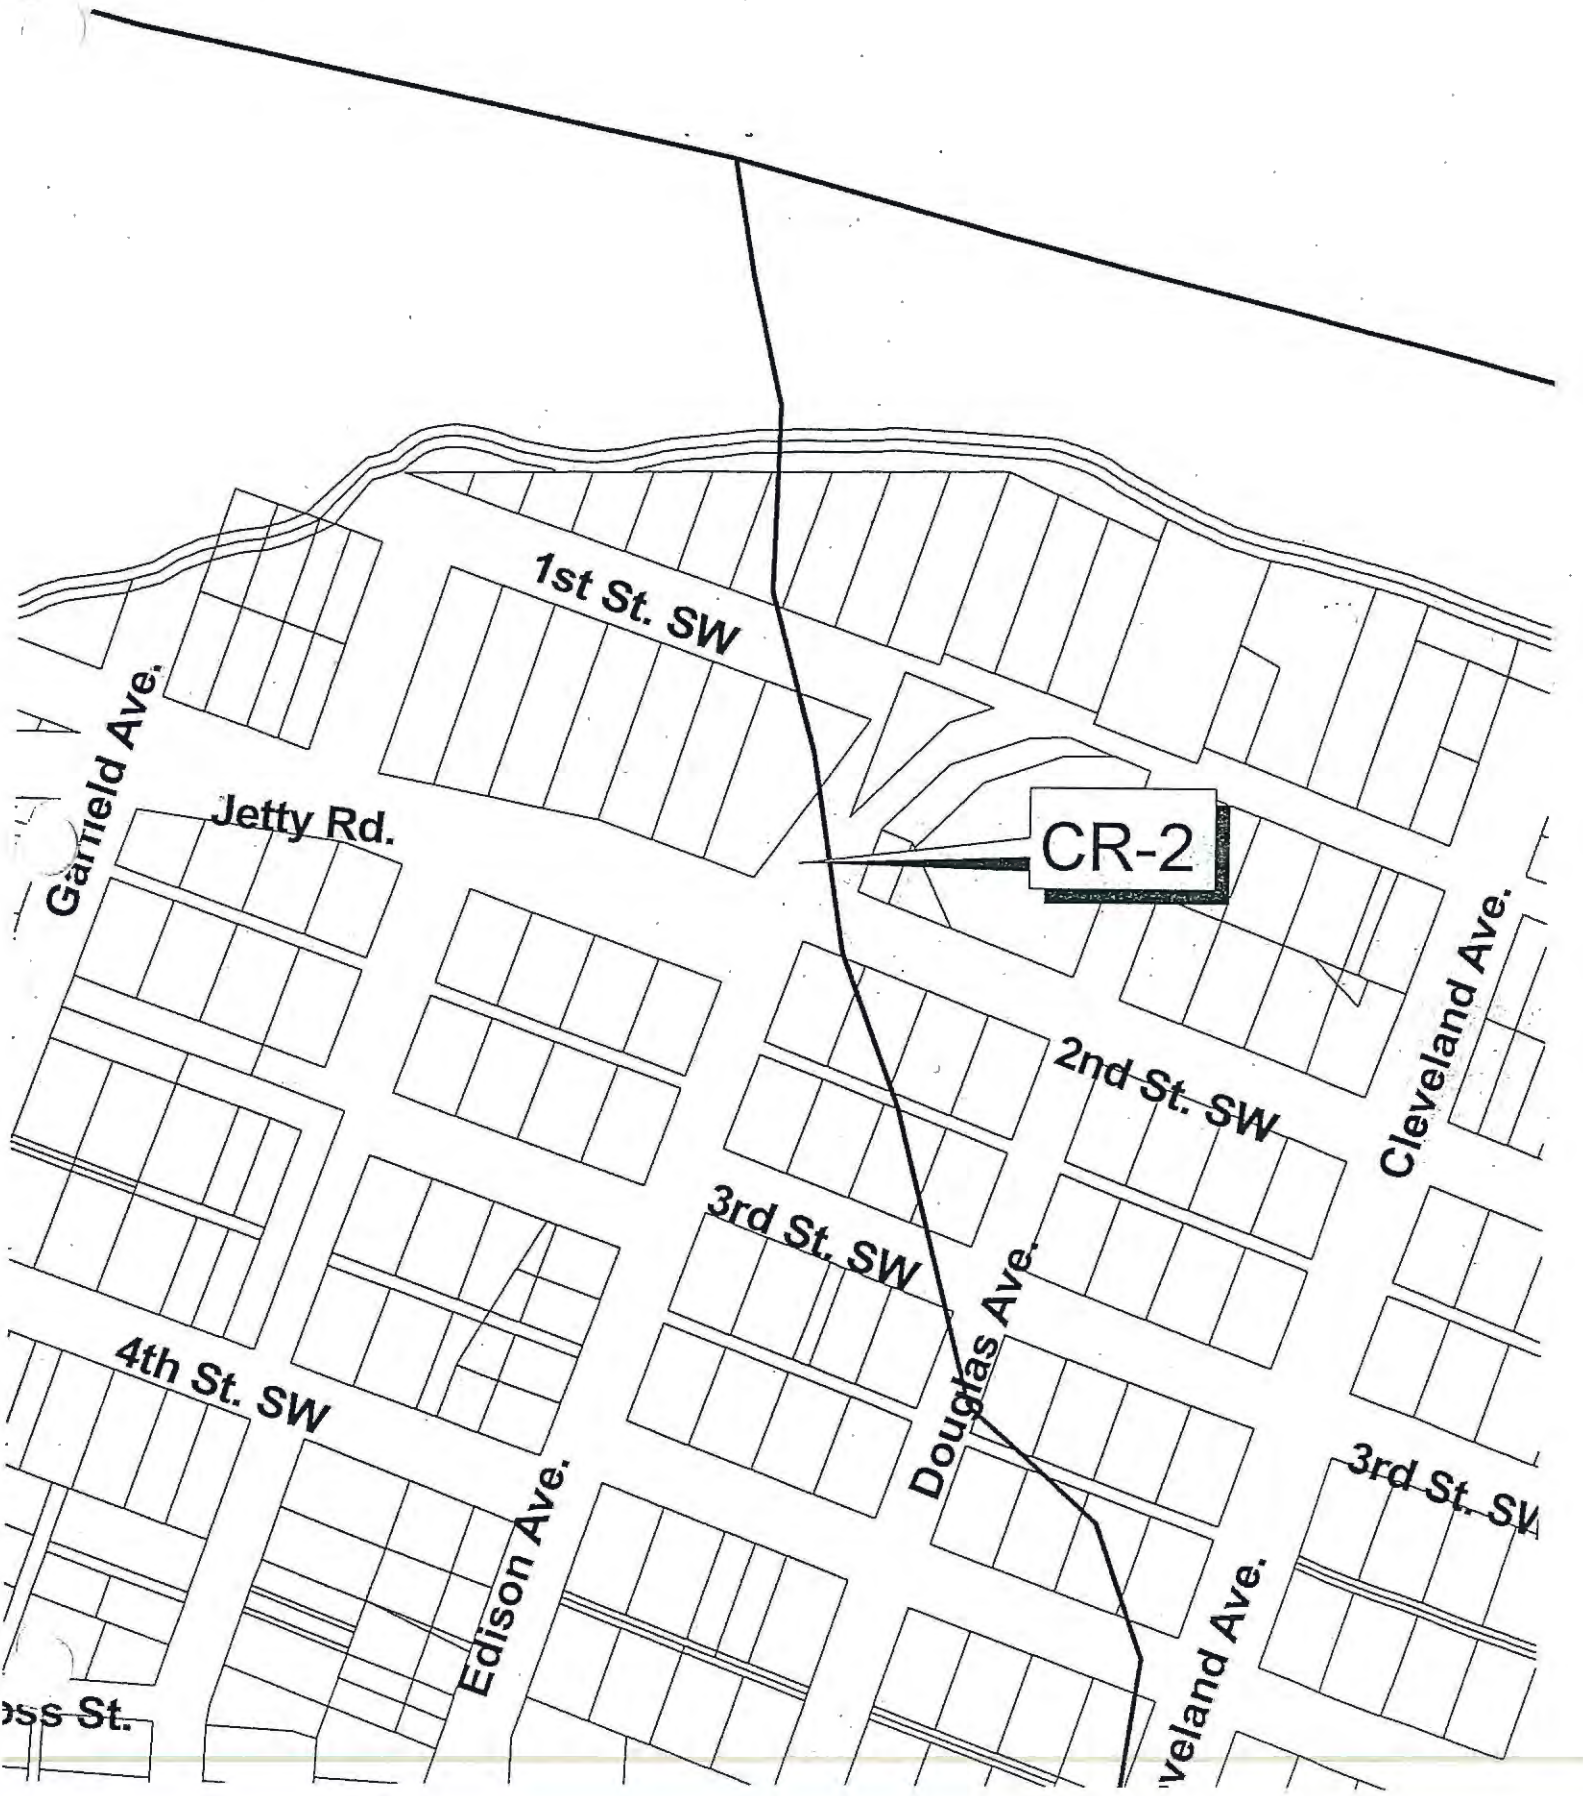 1st St. SW
Garfield Ave.
Jetty Rd.
CR-2
Cleveland Ave.
2nd St. SW
3rd St. SW
Douglas Ave.
4th St. SW
3rd St. SW
Edison Ave.
veland Ave.
oss St.